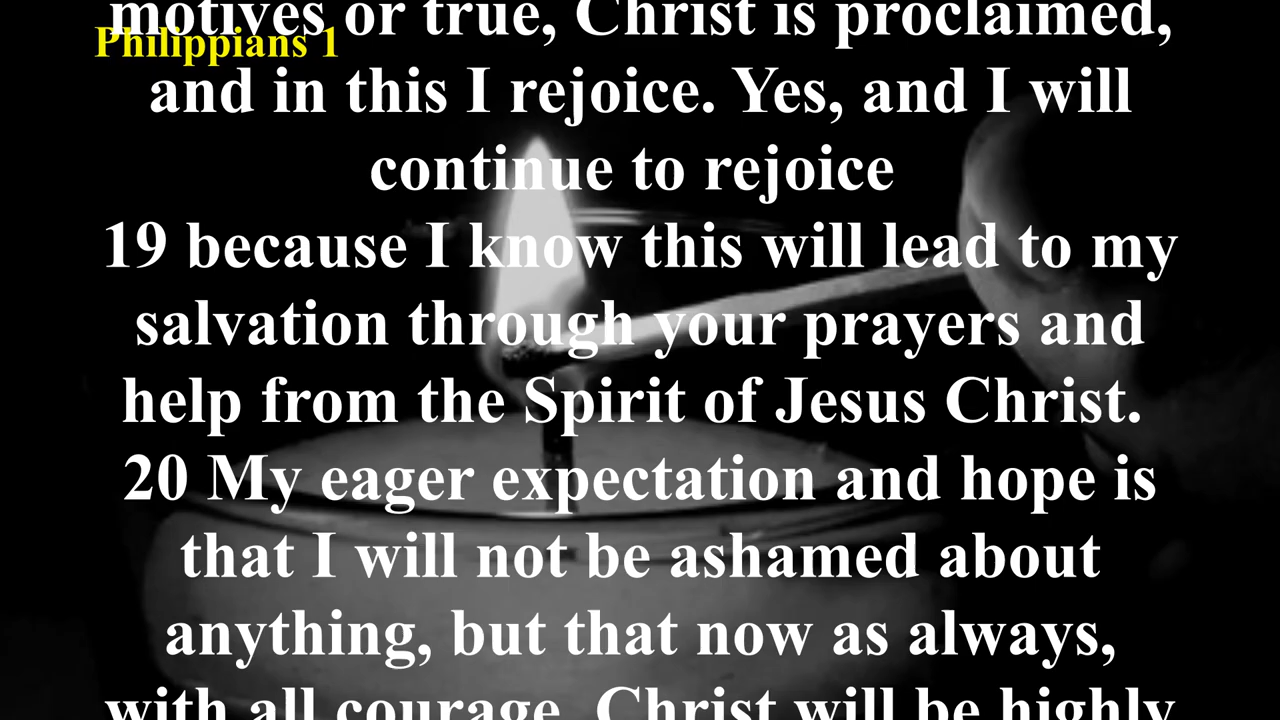 motives or true, Christ is proclaimed,
Philippians 1
and in this I rejoice. Yes, and I will
continue to rejoice
19 because I know this will lead to my
salvation through your prayers and
help from the Spirit of Jesus Christ.
20 My eager expectation and hope is
that I will not be ashamed about
anything, but that now as always,
with all courage, Christ will be highly